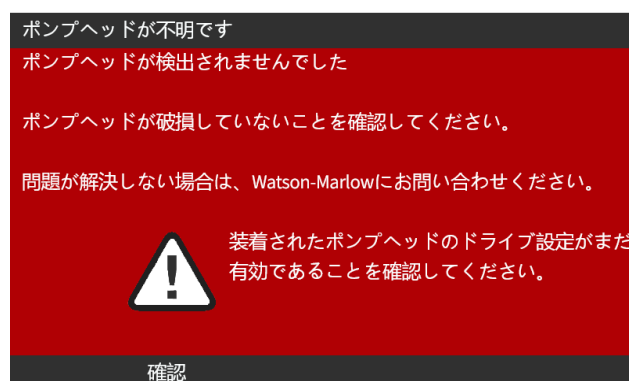 ポンプヘッドが不明です
ポンプヘッドが検出されませんでした
ポンプヘッドが破損していないことを確認してください。
問題が解決しない場合は、Watson-Marlowにお問い合わせください。
装着されたポンプヘッドのドライブ設定がまだ
有効であることを確認してください。
確認